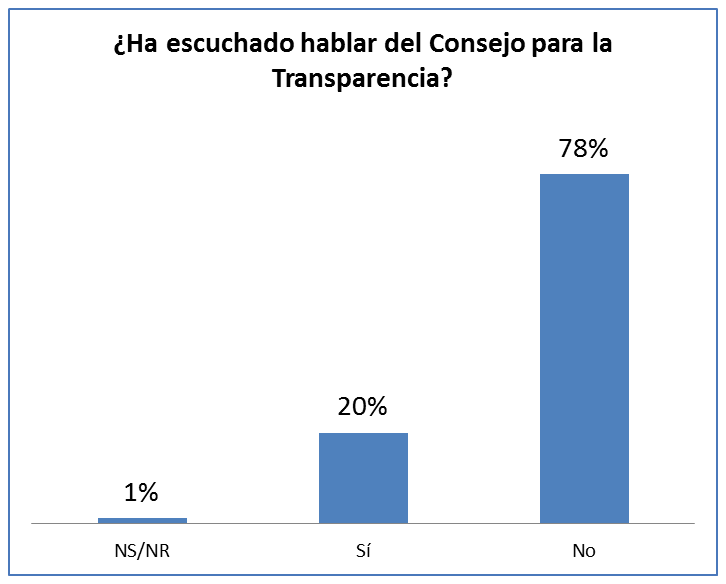 ¿Ha escuchado hablar del Consejo para la
Transparencia?
78%
20%
1%
NS/NR
Sí
No